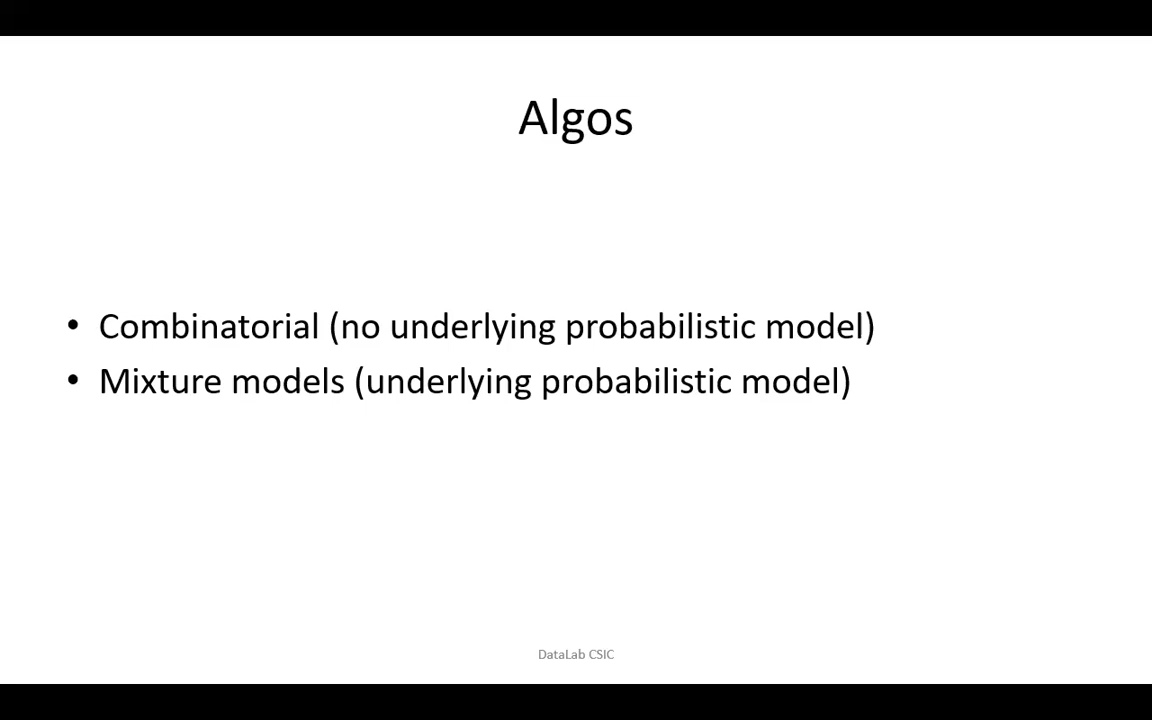 Algos
• Combinatorial (no underlying probabilistic model)
• Mixture models (underlying probabilistic model)
DataLab CSIC